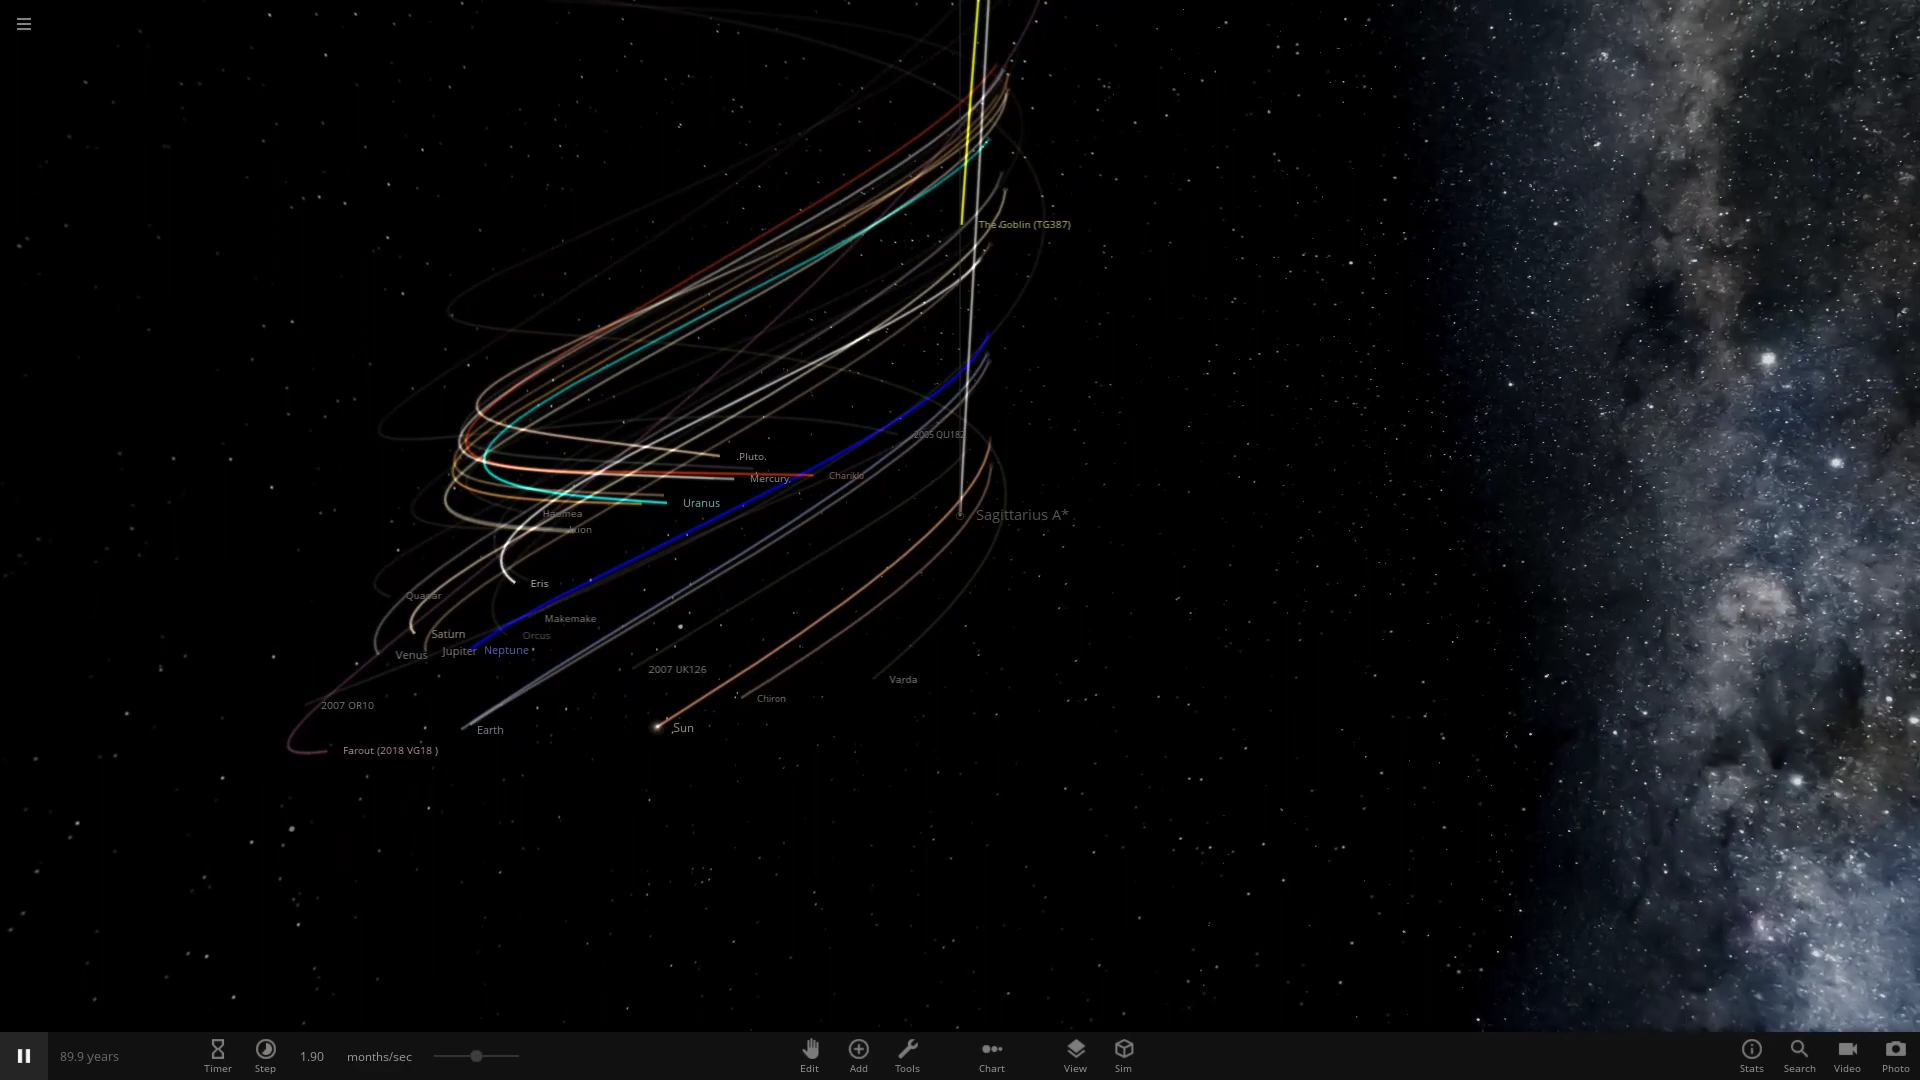 The Goblin (TG387)
2005 QU182
Pluto
Mercury
Chariklo
Uranus
Haumea
Sagittarius A*
Eris
Quaoar
Makemake
Saturn
Orcus
Venus
Jupiter
Neptune
2007 UK126
Varda
Chiron
2007 OR10
Earth
Sun
Farout (2018 VG18 )
89.9 years
Timer
Step
1.90
months/sec
Edit
Add
Tools
Chart
View
Sim
Stats
Search
Video
Photo